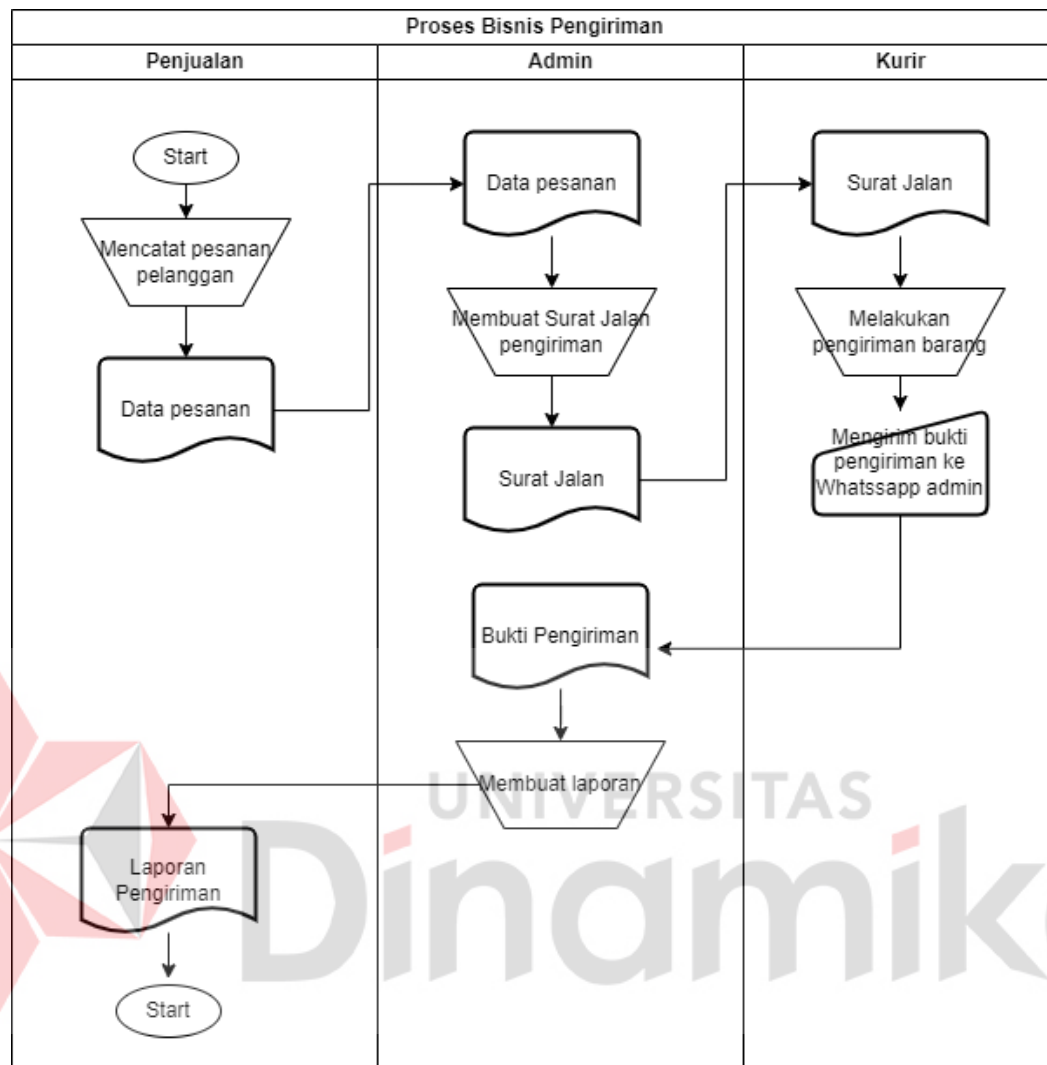 Proses Bisnis Pengiriman
Penjualan
Admin
Kurir
Start
Mencatat pesanan
pelanggan
Data pesanan
Data pesanan
Membuat Surat Jalan
pengiriman
Surat Jalan
Surat Jalan
Melakukan
pengiriman barang
Mengirim bukti
pengiriman ke
Whatssapp admin
Bukti Pengiriman
Membuat laporan
Laporan
Pengiriman
Start
UNIVERSITAS
Dinamika